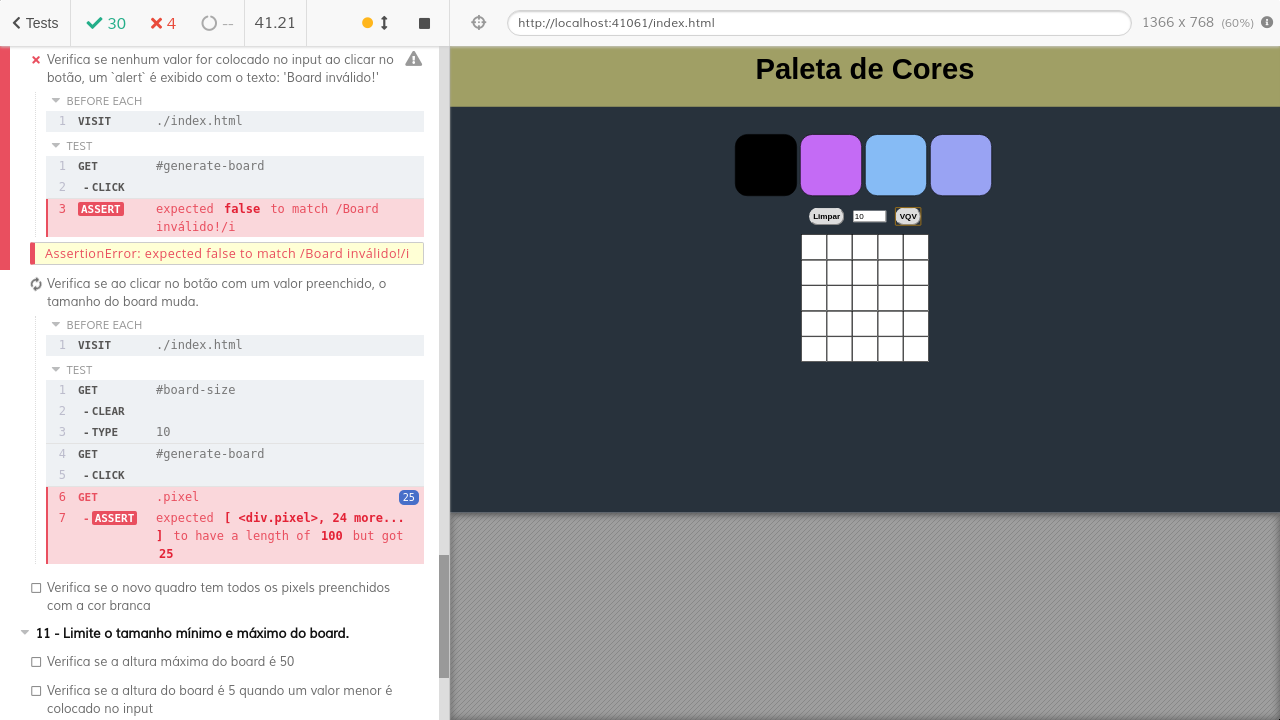 Tests
30
4
--
41.21
http://localhost:41061/index.html
1366 x 768 (60%)
Verifica se nenhum valor for colocado no input ao clicar no
botão, um `alert` é exibido com o texto: 'Board inválido!'
BEFORE EACH
1 VISIT ./index.html
TEST
1 GET #generate-board
2 -CLICK
3 ASSERT expected false to match /Board
inválido!/i
AssertionError: expected false to match /Board inválido!/i
Verifica se ao clicar no botão com um valor preenchido, o
tamanho do board muda.
BEFORE EACH
1 VISIT ./index.html
TEST
1 GET #board-size
2 -CLEAR
3 -TYPE 10
4 GET #generate-board
5 -CLICK
6 GET .pixel 25
7 -ASSERT expected [ <div.pixel>, 24 more...
] to have a length of 100 but got
25
Verifica se o novo quadro tem todos os pixels preenchidos
com a cor branca
11 - Limite o tamanho mínimo e máximo do board.
Verifica se a altura máxima do board é 50
Verifica se a altura do board é 5 quando um valor menor é
colocado no input
Paleta de Cores
Limpar 10 VQV